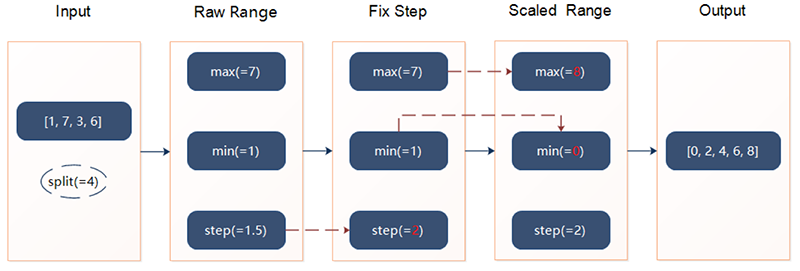 Input
Raw Range
Fix Step
Scaled Range
Output
[1, 7, 3, 6]
split(=4)
max(=7)
min(=1)
step(=1.5)
max(=7)
min(=1)
step(=2)
max(=8)
min(=0)
step(=2)
[0, 2, 4, 6, 8]